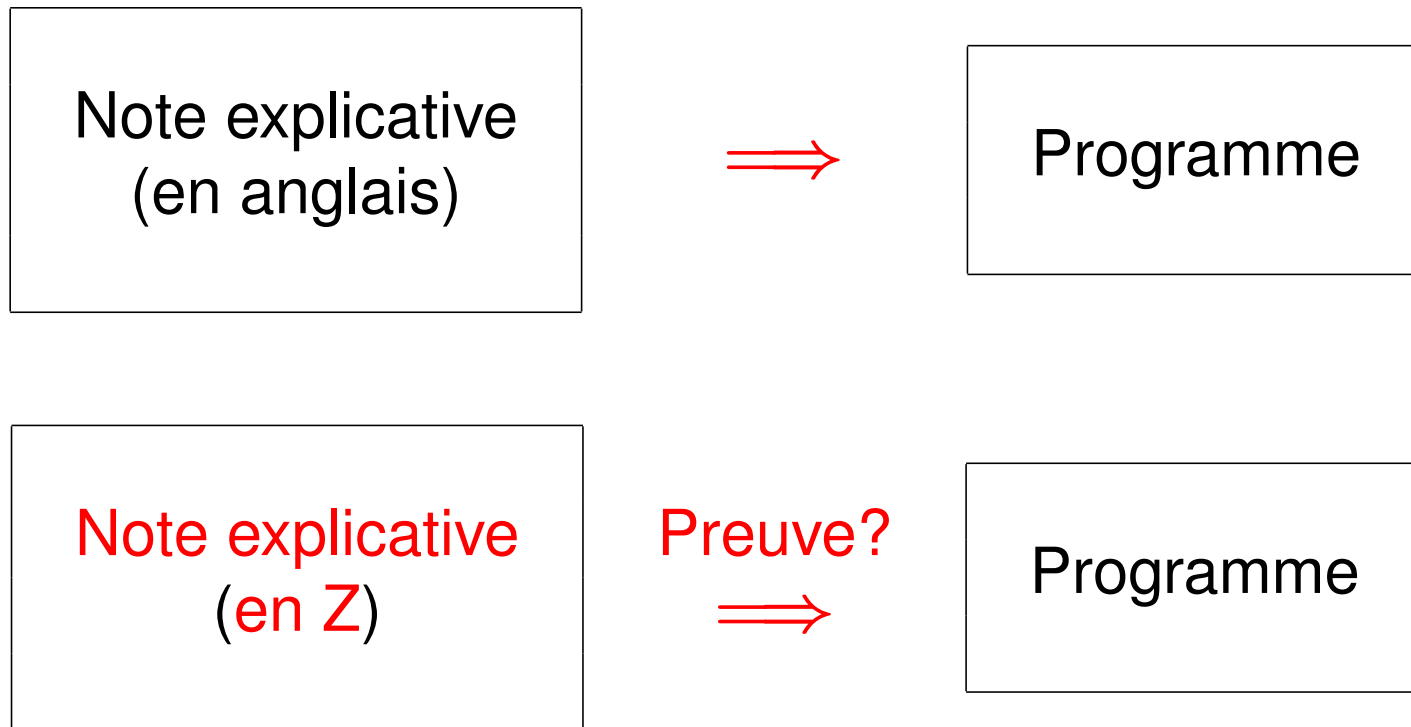 Note explicative
(en anglais)
⟹
Programme
Note explicative
(en Z)
Preuve?
⟹
Programme